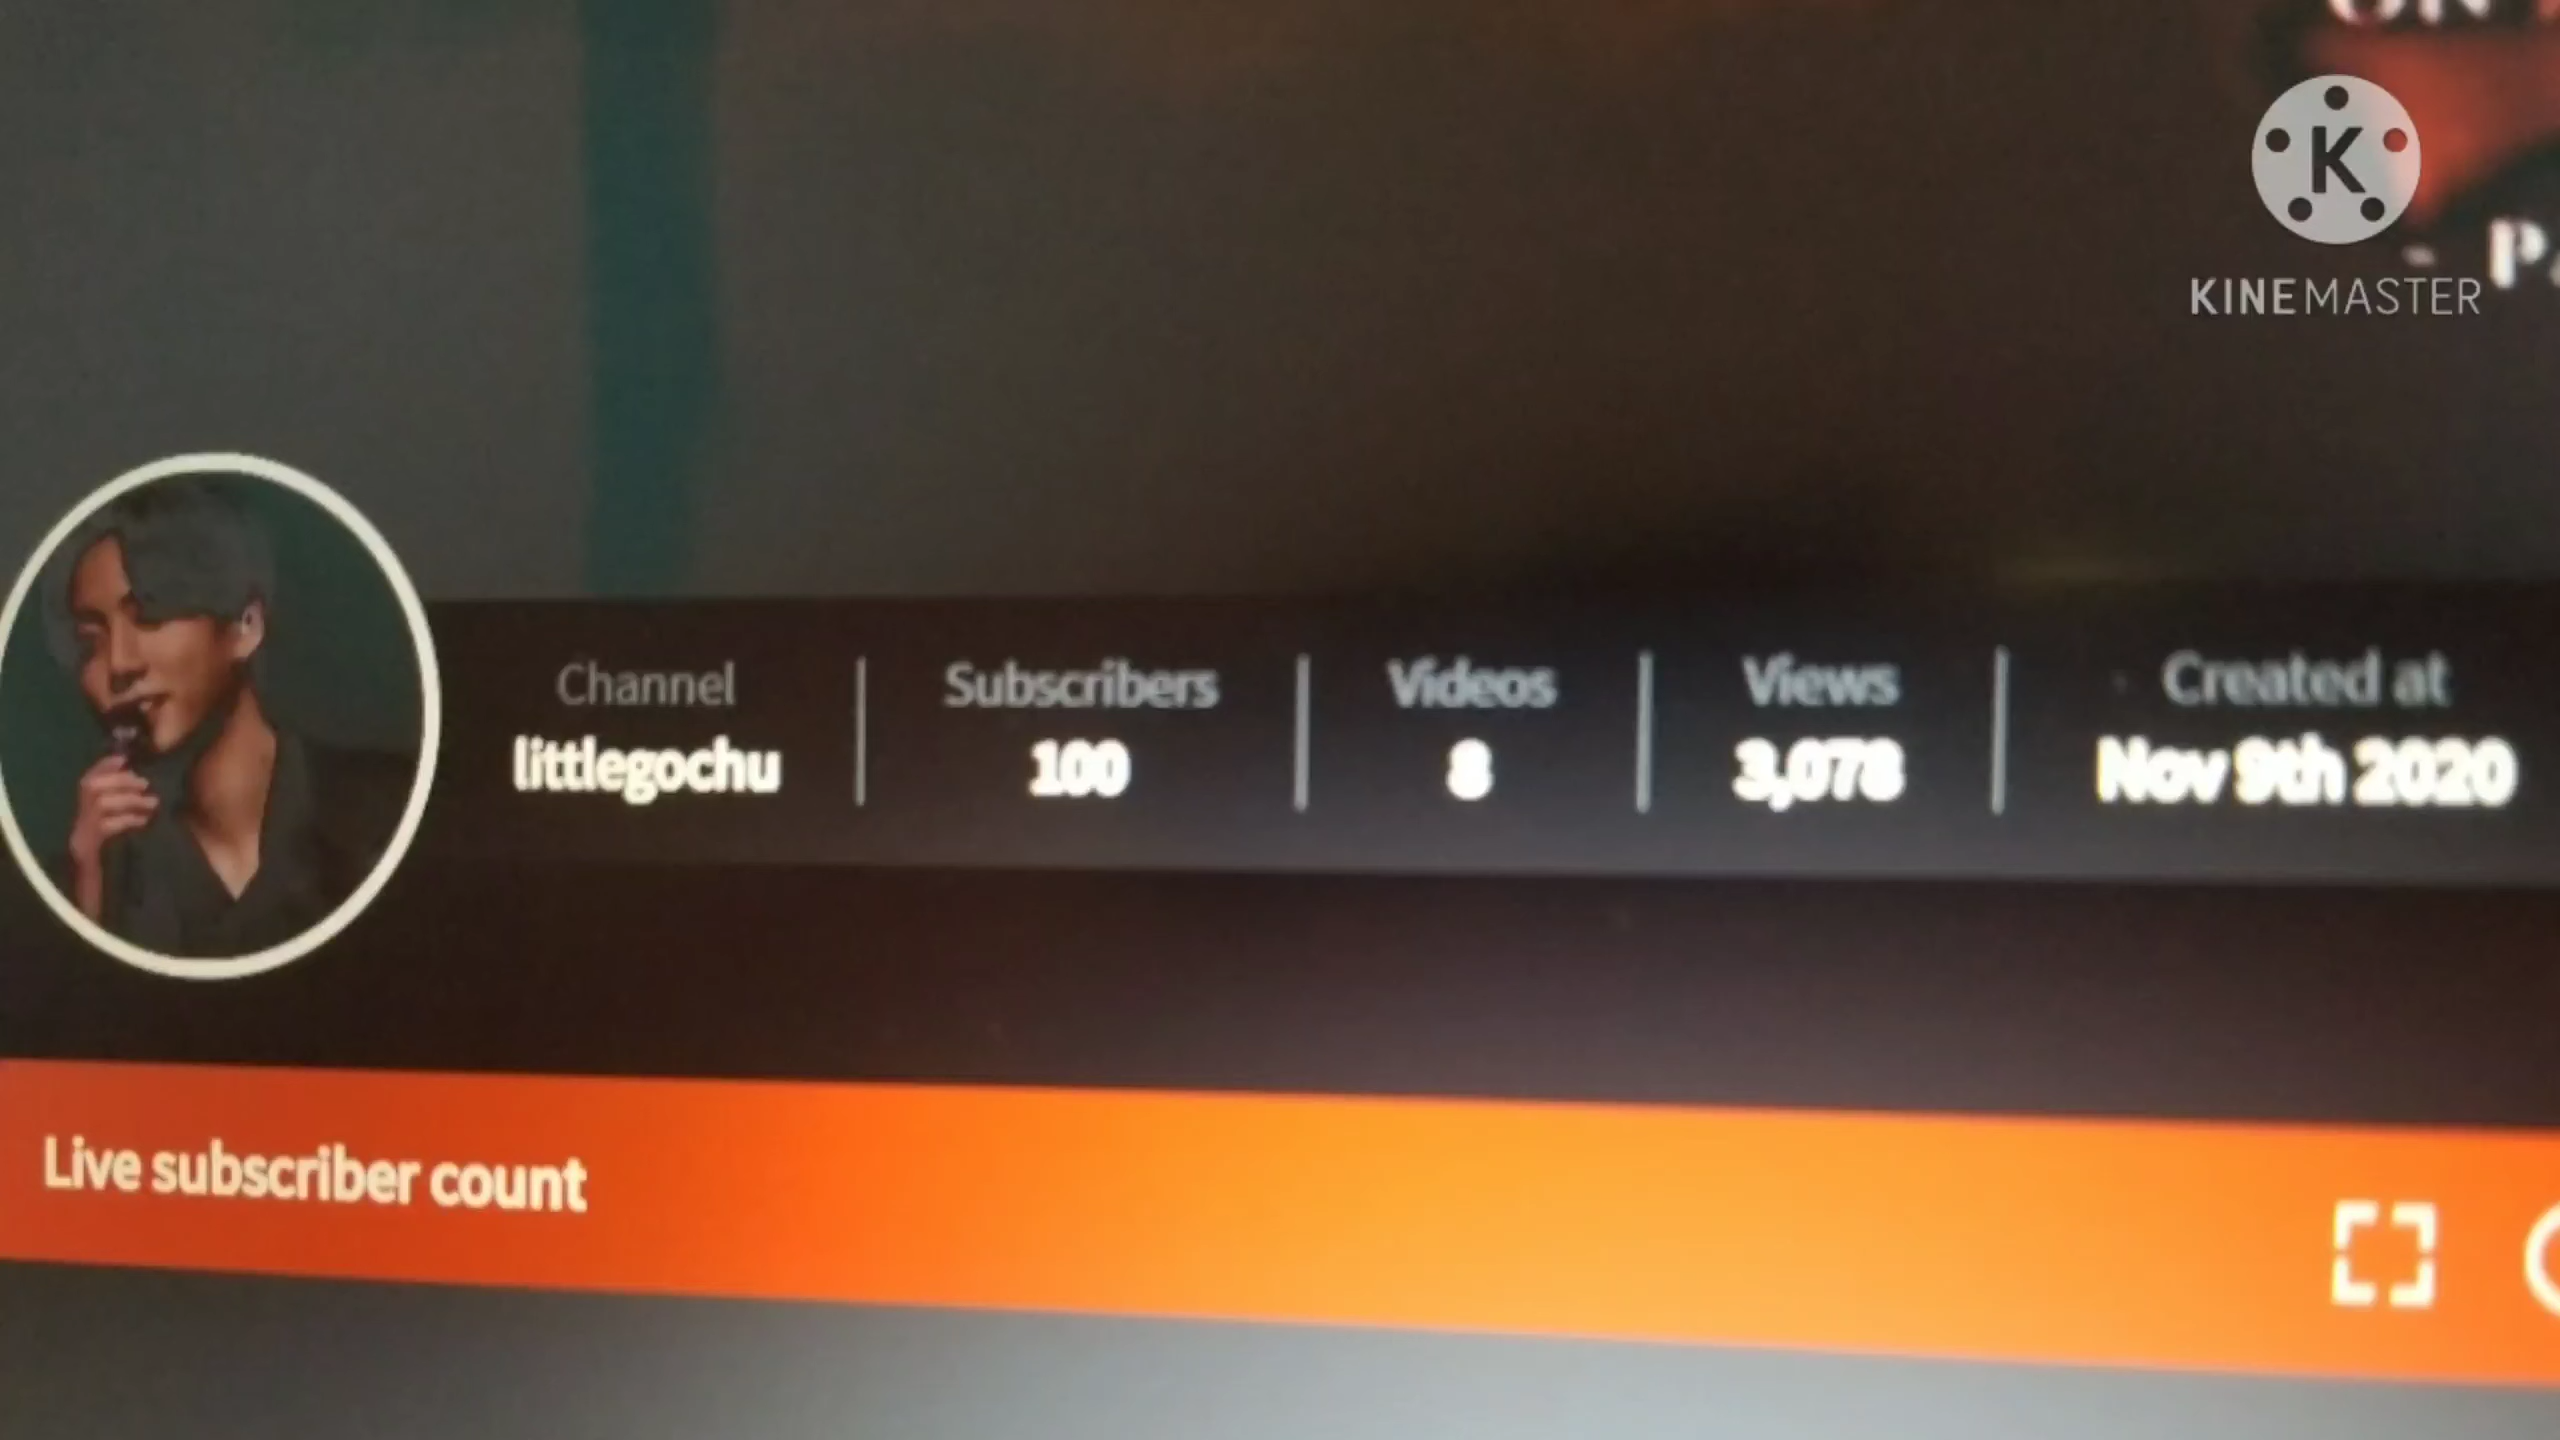 KINEMASTER
Channel
littlegochu
Subscribers
100
Videos
8
Views
3,078
Created at
Nov 9th 2020
Live subscriber count